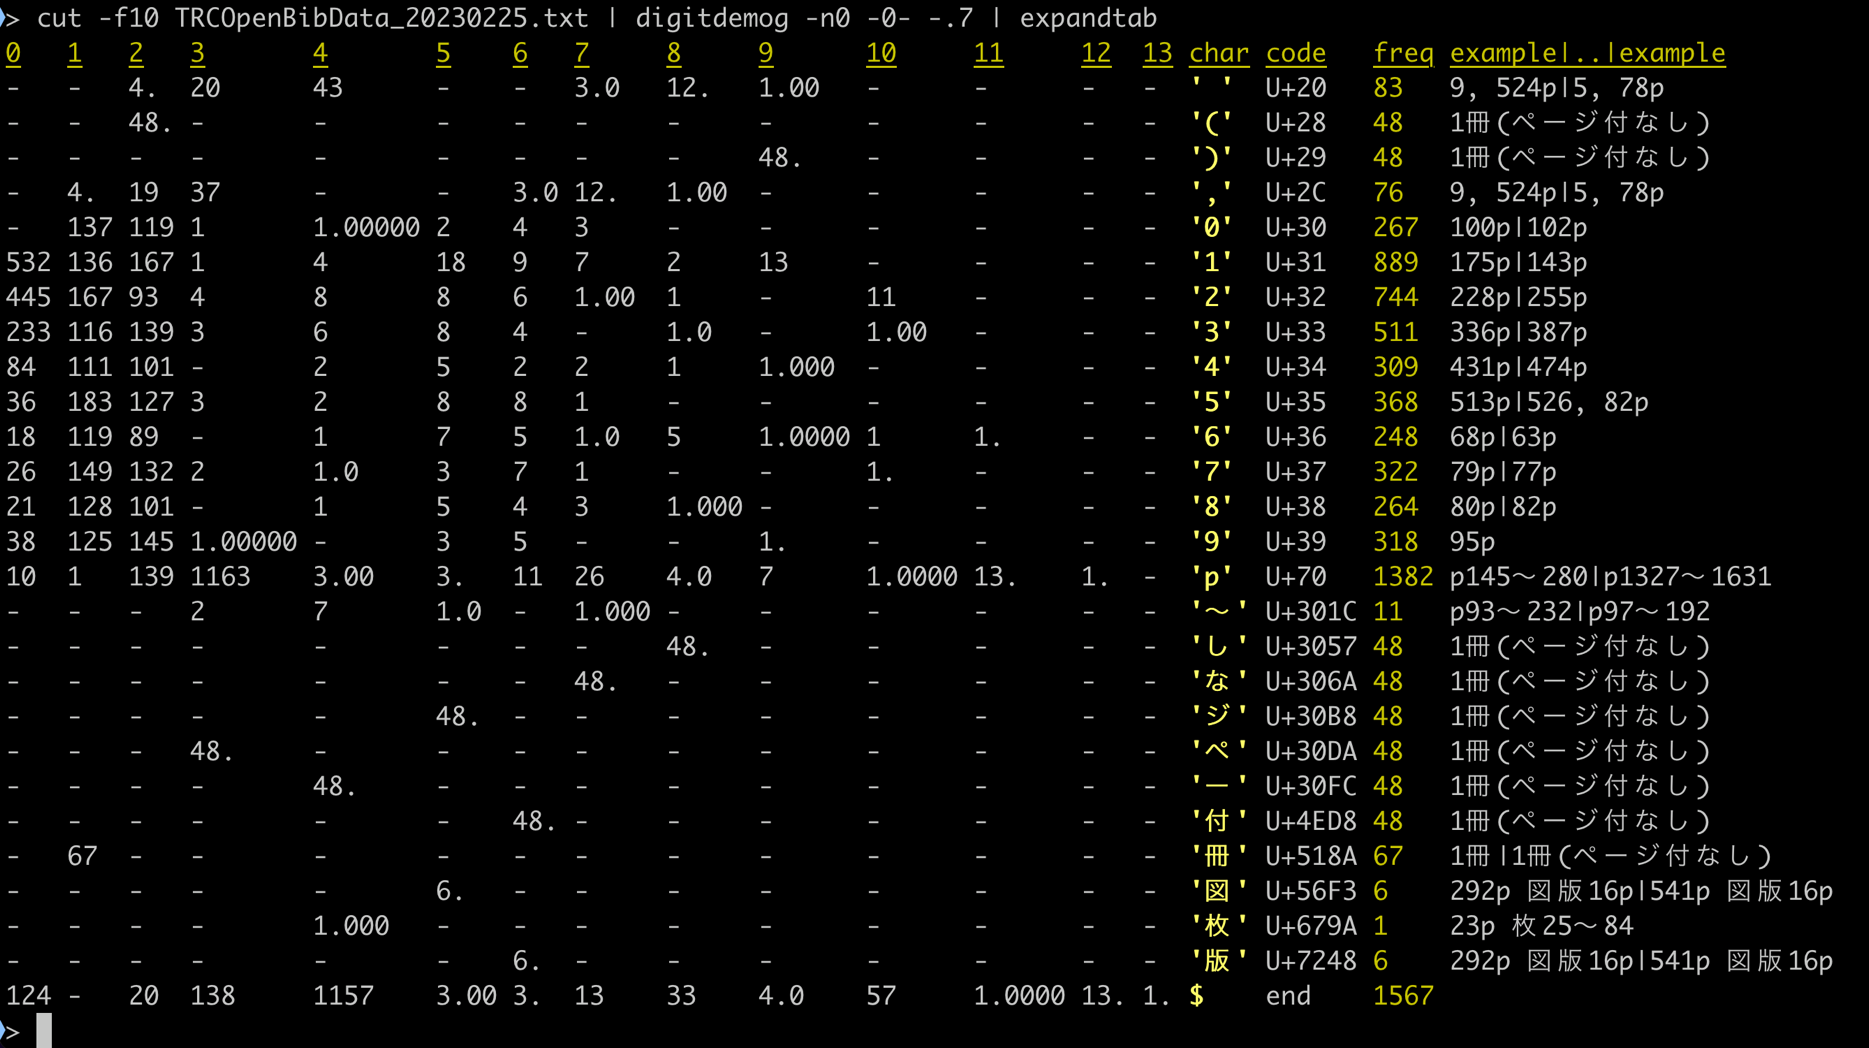 > cut -f10 TRCOpenBibData_20230225.txt | digitdemog -n0 -0- -.7 | expandtab
0 1 2 3 4 5 6 7 8 9 10 11 12 13 char code freq example|..|example
- - 4. 20 43 - - 3.0 12. 1.00 - - - - ' ' U+20 83 9, 524p|5, 78p
- - 48. - - - - - - - - - - - '(' U+28 48 1冊(ページ付なし)
- - - - - - - - - 48. - - - - ')' U+29 48 1冊(ページ付なし)
- 4. 19 37 - - 3.0 12. 1.00 - - - - - ',' U+2C 76 9, 524p|5, 78p
- 137 119 1 1.00000 2 4 3 - - - - - - '0' U+30 267 100p|102p
532 136 167 1 4 18 9 7 2 13 - - - - '1' U+31 889 175p|143p
445 167 93 4 8 8 6 1.00 1 - 11 - - - '2' U+32 744 228p|255p
233 116 139 3 6 8 4 - 1.0 - 1.00 - - - '3' U+33 511 336p|387p
84 111 101 - 2 5 2 2 1 1.000 - - - - '4' U+34 309 431p|474p
36 183 127 3 2 8 8 1 - - - - - - '5' U+35 368 513p|526, 82p
18 119 89 - 1 7 5 1.0 5 1.0000 1 1. - - '6' U+36 248 68p|63p
26 149 132 2 1.0 3 7 1 - - 1. - - - '7' U+37 322 79p|77p
21 128 101 - 1 5 4 3 1.000 - - - - - '8' U+38 264 80p|82p
38 125 145 1.00000 - 3 5 - - 1. - - - - '9' U+39 318 95p
10 1 139 1163 3.00 3. 11 26 4.0 7 1.0000 13. 1. - 'p' U+70 1382 p145〜280|p1327〜1631
- - - 2 7 1.0 - 1.000 - - - - - - '〜' U+301C 11 p93〜232|p97〜192
- - - - - - - - 48. - - - - - 'し' U+3057 48 1冊(ページ付なし)
- - - - - - - 48. - - - - - - 'な' U+306A 48 1冊(ページ付なし)
- - - - - 48. - - - - - - - - 'ジ' U+30B8 48 1冊(ページ付なし)
- - - 48. - - - - - - - - - - 'ペ' U+30DA 48 1冊(ページ付なし)
- - - - 48. - - - - - - - - - 'ー' U+30FC 48 1冊(ページ付なし)
- - - - - - 48. - - - - - - - '付' U+4ED8 48 1冊(ページ付なし)
- 67 - - - - - - - - - - - - '冊' U+518A 67 1冊|1冊(ページ付なし)
- - - - - 6. - - - - - - - - '図' U+56F3 6 292p 図版16p|541p 図版16p
- - - - 1.000 - - - - - - - - - '枚' U+679A 1 23p 枚25〜84
- - - - - - 6. - - - - - - - '版' U+7248 6 292p 図版16p|541p 図版16p
124 - 20 138 1157 3.00 3. 13 33 4.0 57 1.0000 13. 1. $ end 1567
>